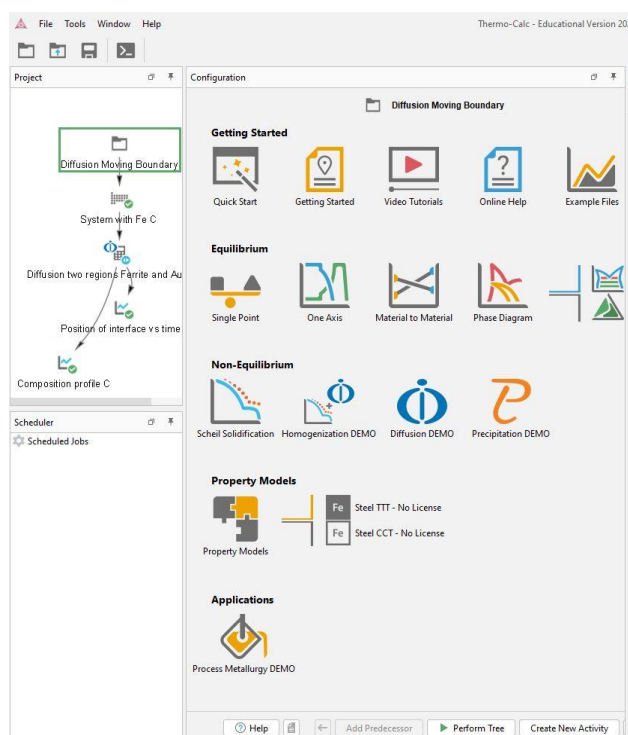 File Tools Window Help
Thermo-Calc - Educational Version 20
Project
Diffusion Moving Boundary
System with Fe C
Diffusion two regions Ferrite and Au
Position of interface vs time
Composition profile C
Scheduler
Scheduled Jobs
Configuration
Diffusion Moving Boundary
Getting Started
Quick Start Getting Started Video Tutorials Online Help Example Files
Equilibrium
Single Point One Axis Material to Material Phase Diagram
Non-Equilibrium
Scheil Solidification Homogenization DEMO Diffusion DEMO Precipitation DEMO
Property Models
Fe Steel TTT - No License
Fe Steel CCT - No License
Property Models
Applications
Process Metallurgy DEMO
Help Add Predecessor Perform Tree Create New Activity